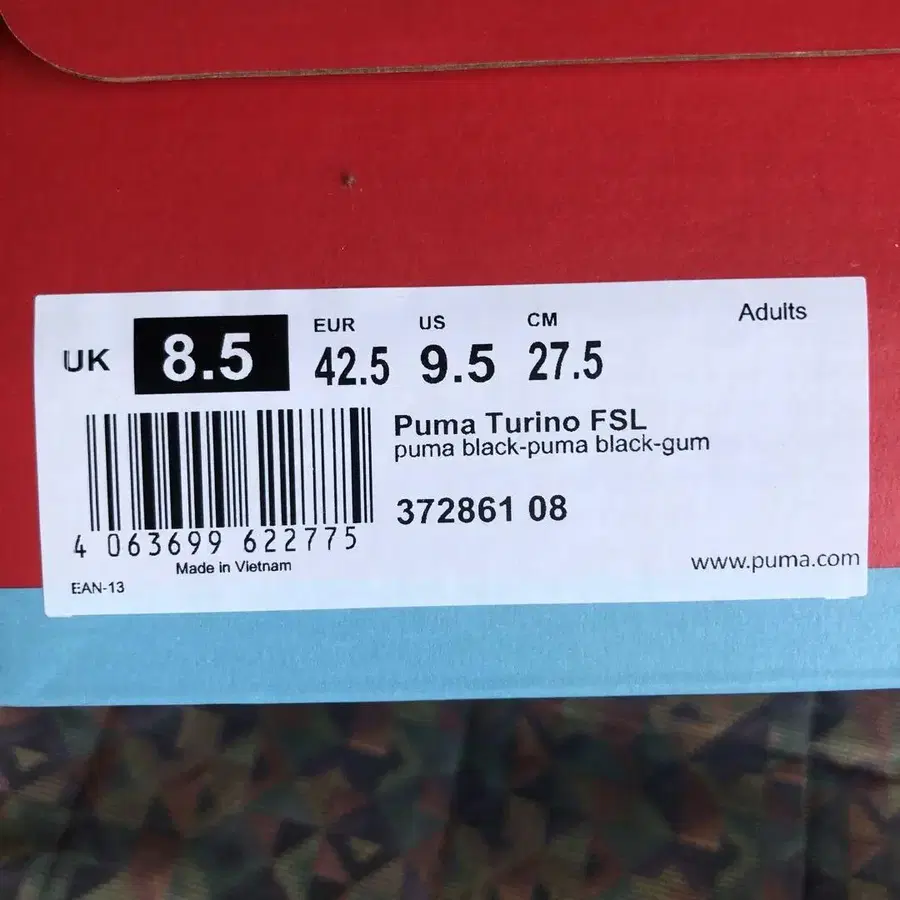 EUR US CM Adults
UK 8.5 42.5 9.5 27.5
Puma Turino FSL
puma black-puma black-gum
372861 08
4 063699 622775
Made in Vietnam
EAN-13
www.puma.com